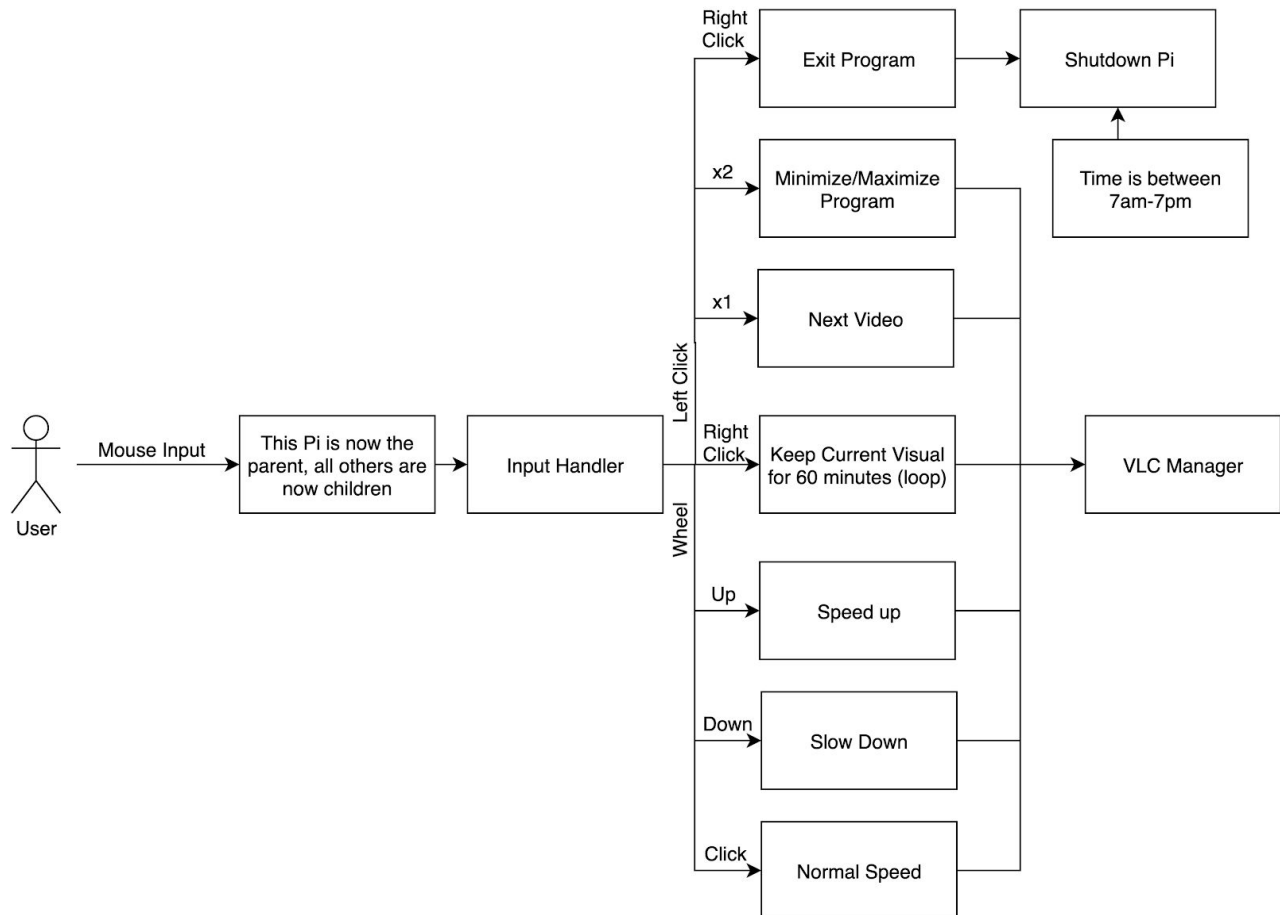 Right
Click
Exit Program
Shutdown Pi
x2
Minimize/Maximize
Program
Time is between
7am-7pm
x1
Next Video
Left Click
Mouse Input
This Pi is now the
parent, all others are
now children
Input Handler
Right
Click
Keep Current Visual
for 60 minutes (loop)
VLC Manager
User
Wheel
Up
Speed up
Down
Slow Down
Click
Normal Speed